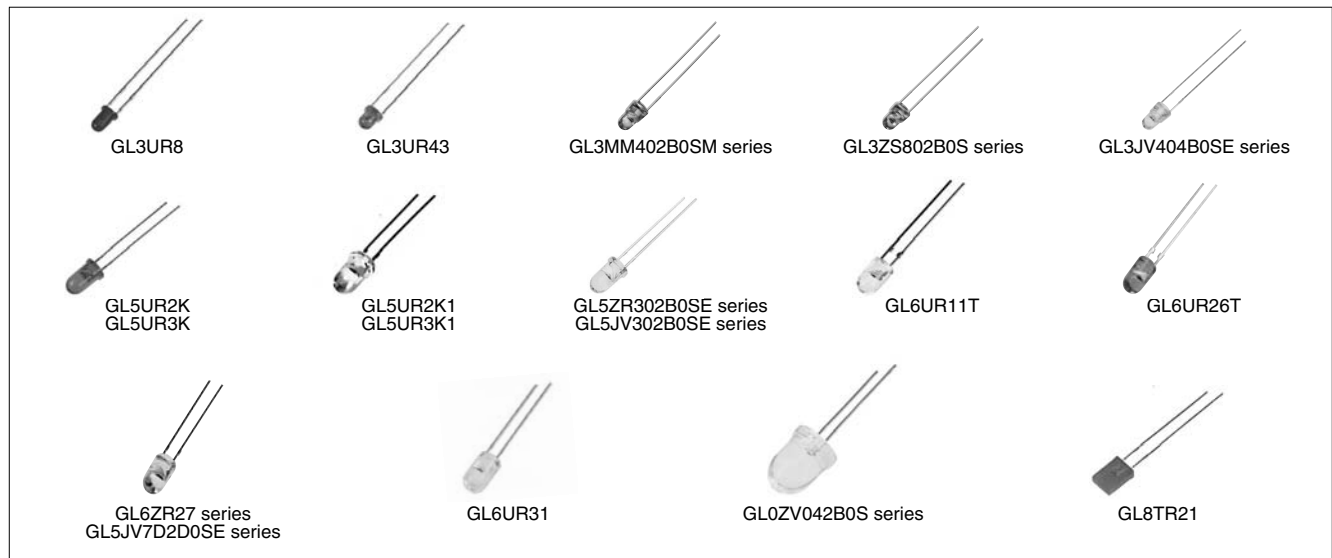 GL3UR8
GL3UR43
GL3MM402B0SM series
GL3ZS802B0S series
GL3JV404B0SE series
GL5UR2K
GL5UR3K
GL5UR2K1
GL5UR3K1
GL5ZR302B0SE series
GL5JV302B0SE series
GL6UR11T
GL6UR26T
GL6ZR27 series
GL5JV7D2D0SE series
GL6UR31
GL0ZV042B0S series
GL8TR21